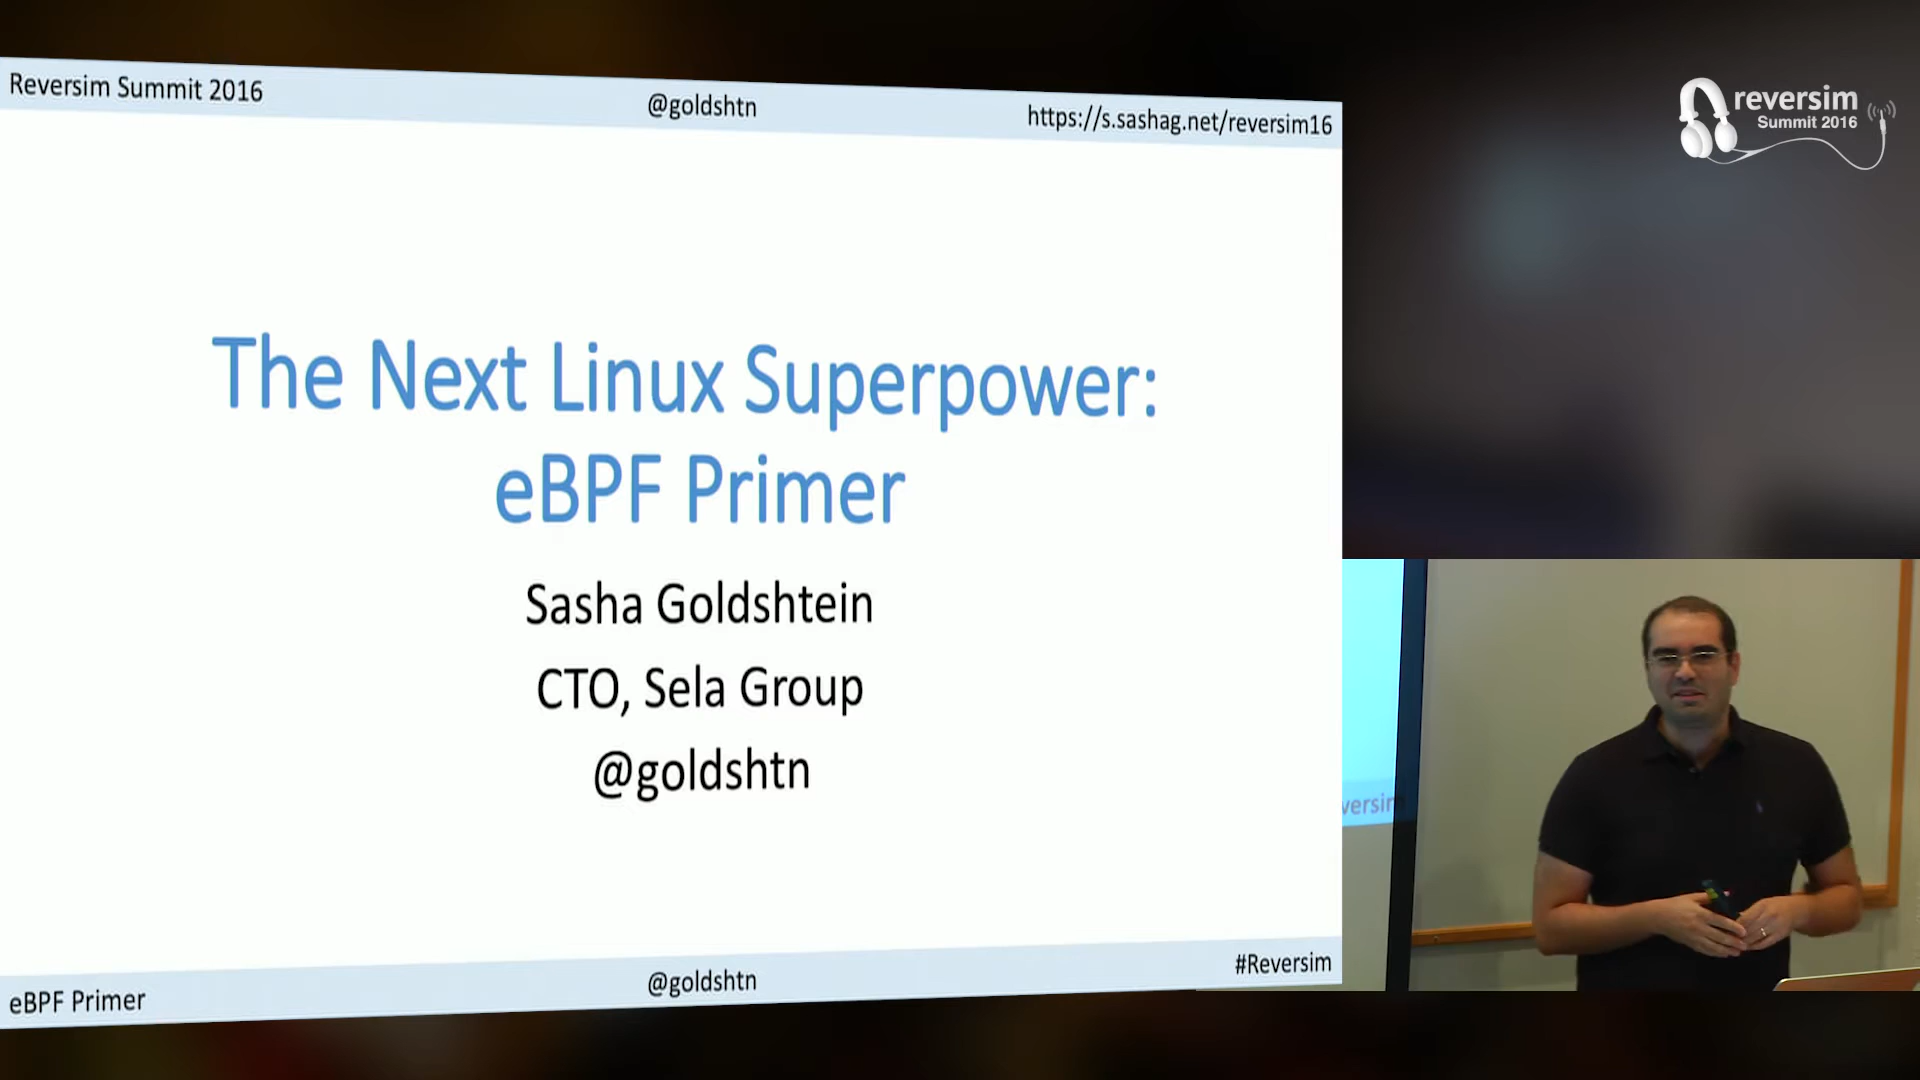 Reversim Summit 2016
@goldshtn
https://s.sashag.net/reversim16
reversim
Summit 2016
The Next Linux Superpower:
eBPF Primer
Sasha Goldshtein
CTO, Sela Group
@goldshtn
versim
eBPF Primer
@goldshtn
#Reversim